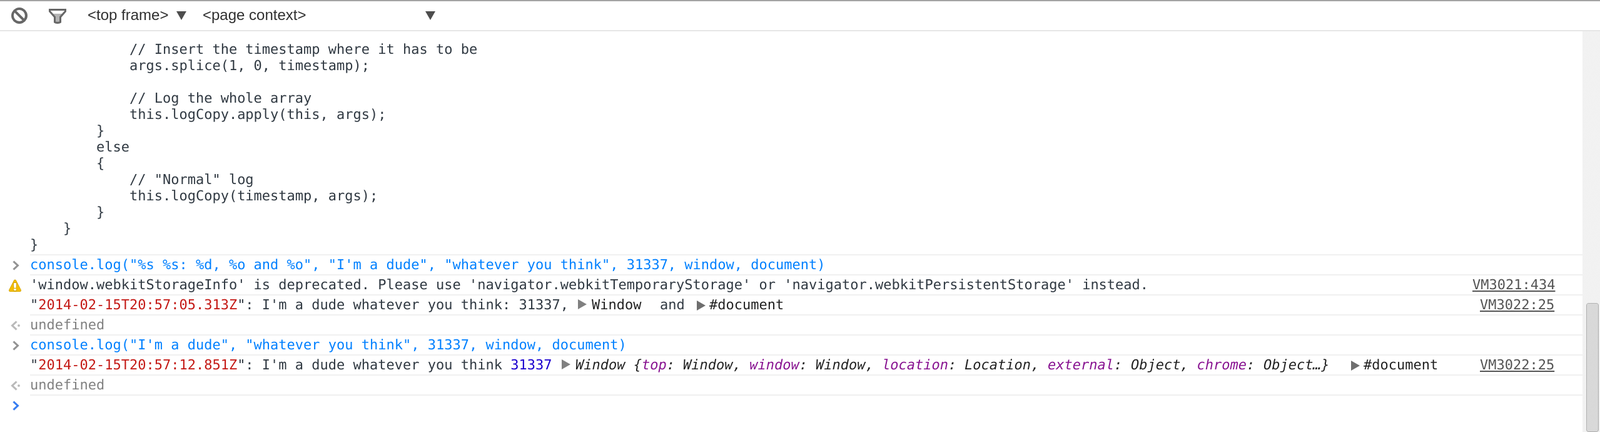 <top frame> ▼ <page context> ▼
// Insert the timestamp where it has to be
args.splice(1, 0, timestamp);
// Log the whole array
this.logCopy.apply(this, args);
}
else
{
// "Normal" log
this.logCopy(timestamp, args);
}
}
}
> console.log("%s %s: %d, %o and %o", "I'm a dude", "whatever you think", 31337, window, document)
'window.webkitStorageInfo' is deprecated. Please use 'navigator.webkitTemporaryStorage' or 'navigator.webkitPersistentStorage' instead. VM3021:434
"2014-02-15T20:57:05.313Z": I'm a dude whatever you think: 31337, ▶ Window and ▶ #document VM3022:25
undefined
> console.log("I'm a dude", "whatever you think", 31337, window, document)
"2014-02-15T20:57:12.851Z": I'm a dude whatever you think 31337 ▶ Window {top: Window, window: Window, location: Location, external: Object, chrome: Object…} ▶ #document VM3022:25
undefined
>